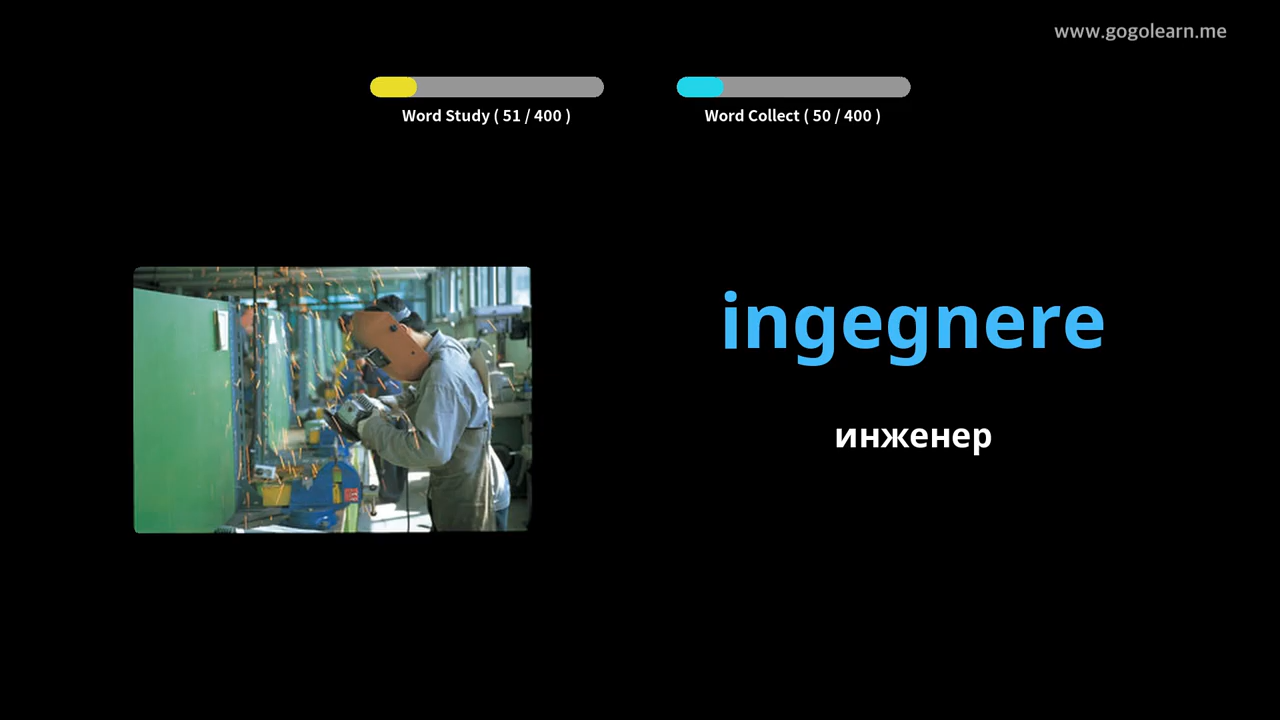 www.gogolearn.me
Word Study ( 51 / 400 )
Word Collect ( 50 / 400 )
ingegnere
инженер